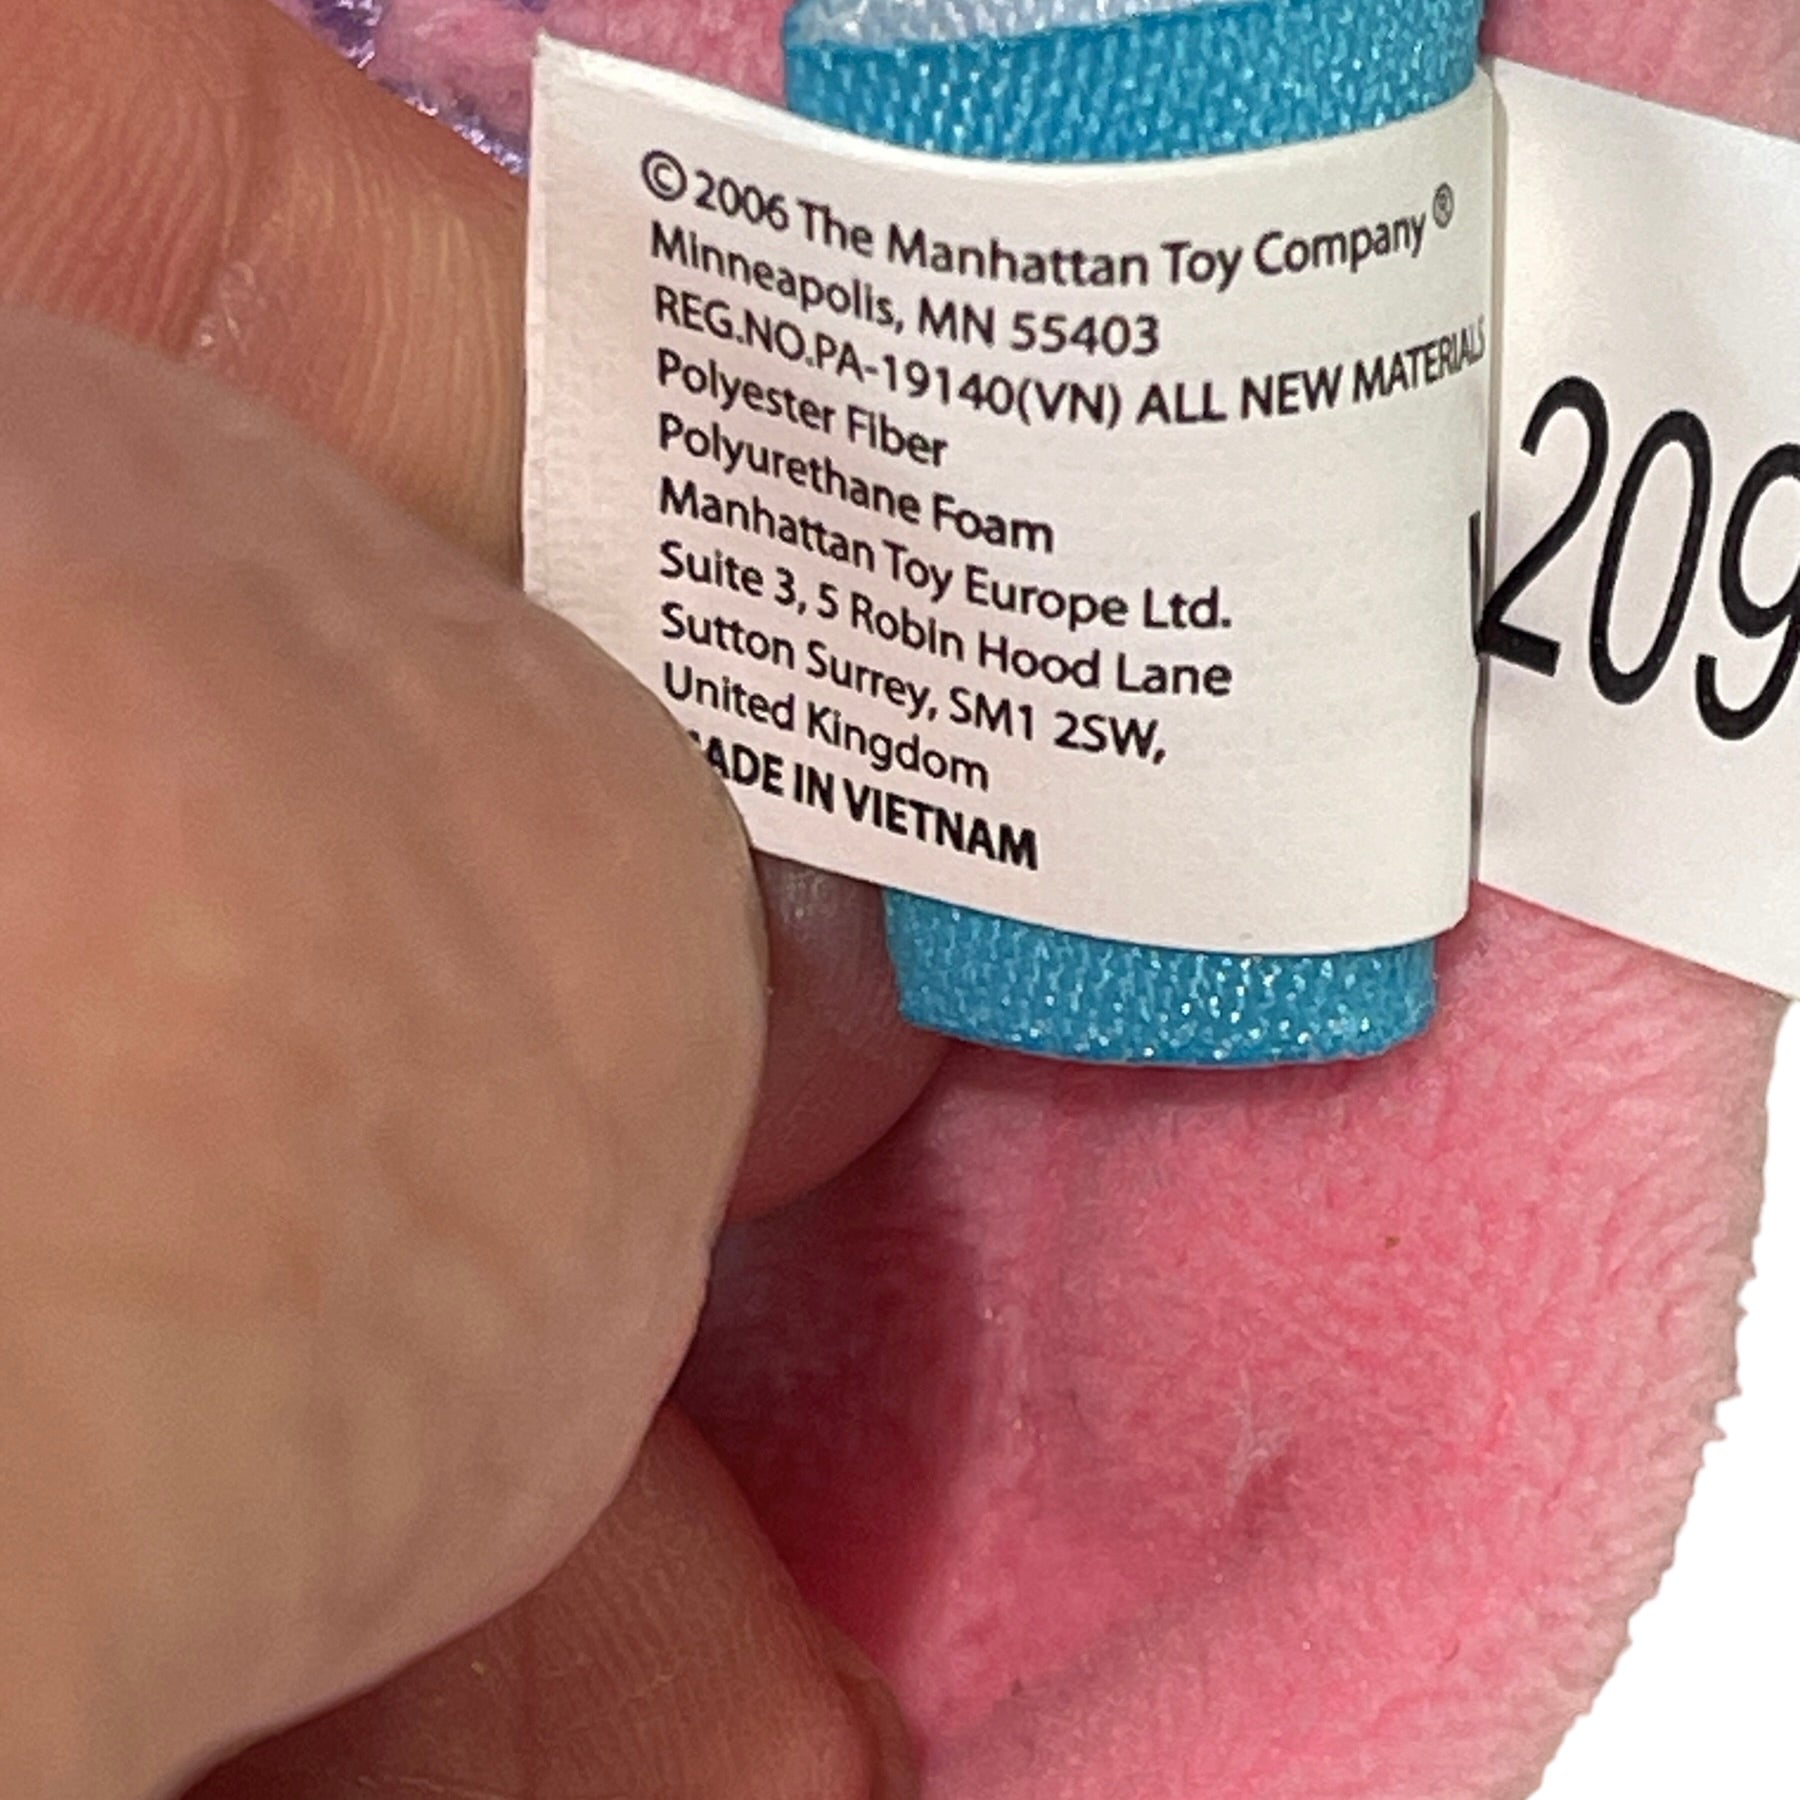 ©2006 The Manhattan Toy Company®
Minneapolis, MN 55403
REG.NO.PA-19140(VN) ALL NEW MATERIALS
Polyester Fiber
Polyurethane Foam
Manhattan Toy Europe Ltd.
Suite 3, 5 Robin Hood Lane
Sutton Surrey, SM1 2SW,
United Kingdom
ADE IN VIETNAM
209